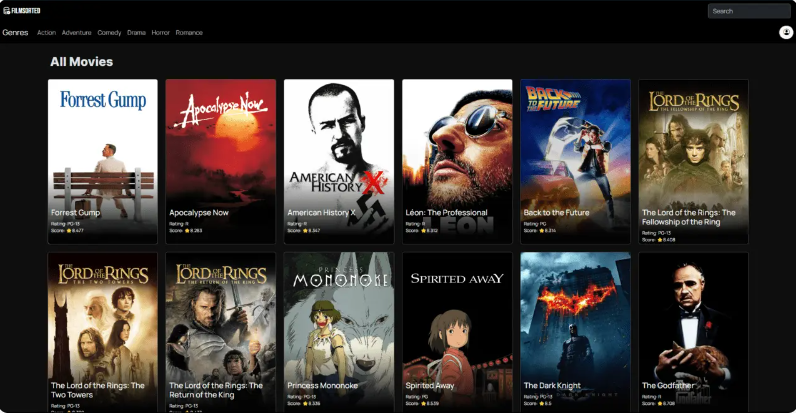 FILMSORTED
Search
Genres Action Adventure Comedy Drama Horror Romance
All Movies
Forrest Gump
Forrest Gump
Rating: PG-13
Score: ⭐ 8.477
Apocalypse Now
Apocalypse Now
Rating: R
Score: ⭐ 8.283
AMERICAN HISTORY X
American History X
Rating: R
Score: ⭐ 8.347
LÉON
Léon: The Professional
Rating: R
Score: ⭐ 8.312
BACK TO THE FUTURE
Back to the Future
Rating: PG
Score: ⭐ 8.314
THE LORD OF THE RINGS
THE FELLOWSHIP OF THE RING
The Lord of the Rings: The
Fellowship of the Ring
Rating: PG-13
Score: ⭐ 8.408
THE LORD OF THE RINGS
THE TWO TOWERS
The Lord of the Rings: The
Two Towers
Rating: PG-13
THE LORD OF THE RINGS
THE RETURN OF THE KING
The Lord of the Rings: The
Return of the King
Rating: PG-13
PRINCESS
MONONOKE
Princess Mononoke
Rating: PG-13
Score: ⭐ 8.336
SPIRITED AWAY
Spirited Away
Rating: PG
Score: ⭐ 8.539
The Dark Knight
Rating: PG-13
Score: ⭐ 8.5
The Godfather
Rating: R
Score: ⭐ 8.708